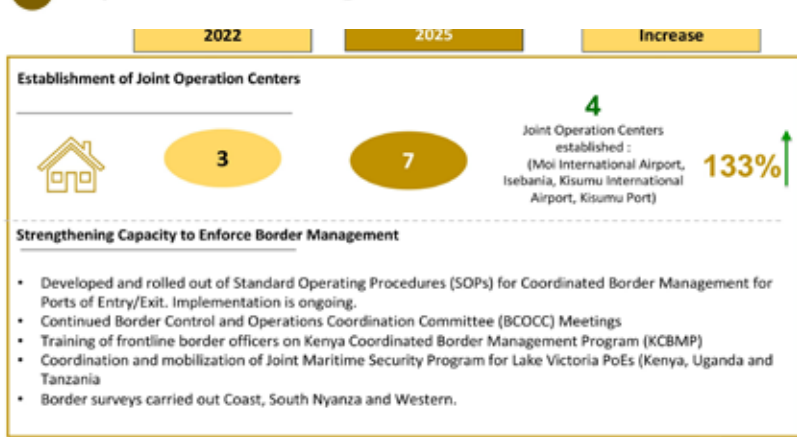 2022 2025 Increase
Establishment of Joint Operation Centers
4
Joint Operation Centers
established :
(Moi International Airport,
Isebania, Kisumu International
Airport, Kisumu Port)
3 7 133%
Strengthening Capacity to Enforce Border Management
• Developed and rolled out of Standard Operating Procedures (SOPs) for Coordinated Border Management for
Ports of Entry/Exit. Implementation is ongoing.
• Continued Border Control and Operations Coordination Committee (BCOCC) Meetings
• Training of frontline border officers on Kenya Coordinated Border Management Program (KCBMP)
• Coordination and mobilization of Joint Maritime Security Program for Lake Victoria PoEs (Kenya, Uganda and
Tanzania
• Border surveys carried out Coast, South Nyanza and Western.